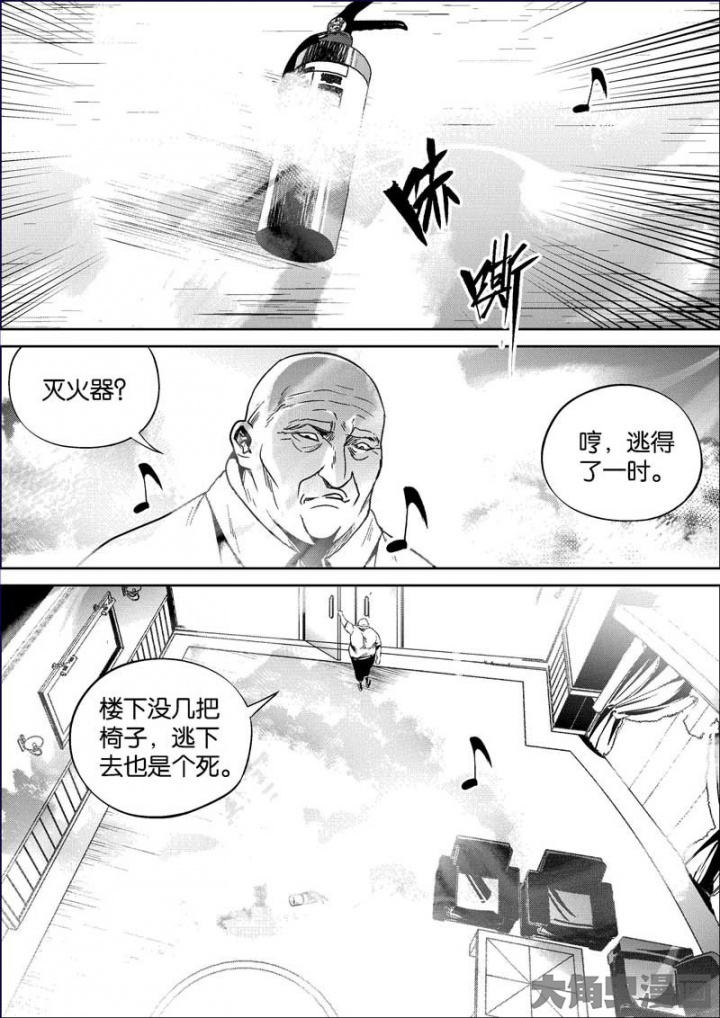 咻
嘶
灭火器？
哼，逃得
了一时。
楼下没几把
椅子，逃下
去也是个死。
大角虫漫画